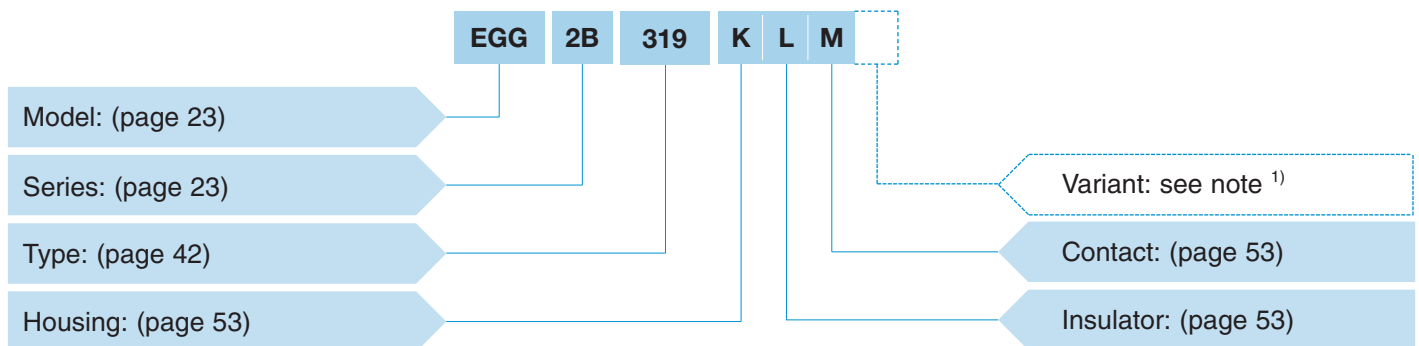 EGG 2B 319 K L M
Model: (page 23)
Series: (page 23)
Variant: see note 1)
Type: (page 42)
Contact: (page 53)
Housing: (page 53)
Insulator: (page 53)